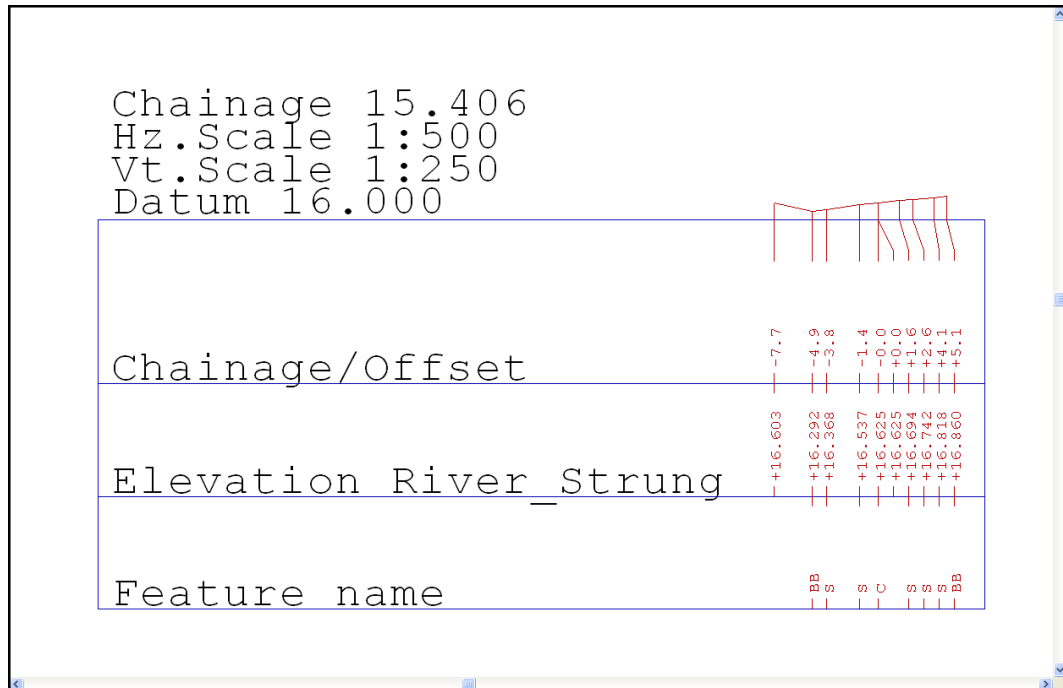 Chainage 15.406
Hz.Scale 1:500
Vt.Scale 1:250
Datum 16.000
Chainage/Offset
-7.7
-4.9
-3.8
-1.4
-0.0
+0.0
+1.6
+2.6
+4.1
+5.1
Elevation River_Strung
+16.603
+16.292
+16.368
+16.537
+16.625
+16.625
+16.694
+16.742
+16.818
+16.860
Feature name
BB
S
S
C
S
S
S
BB